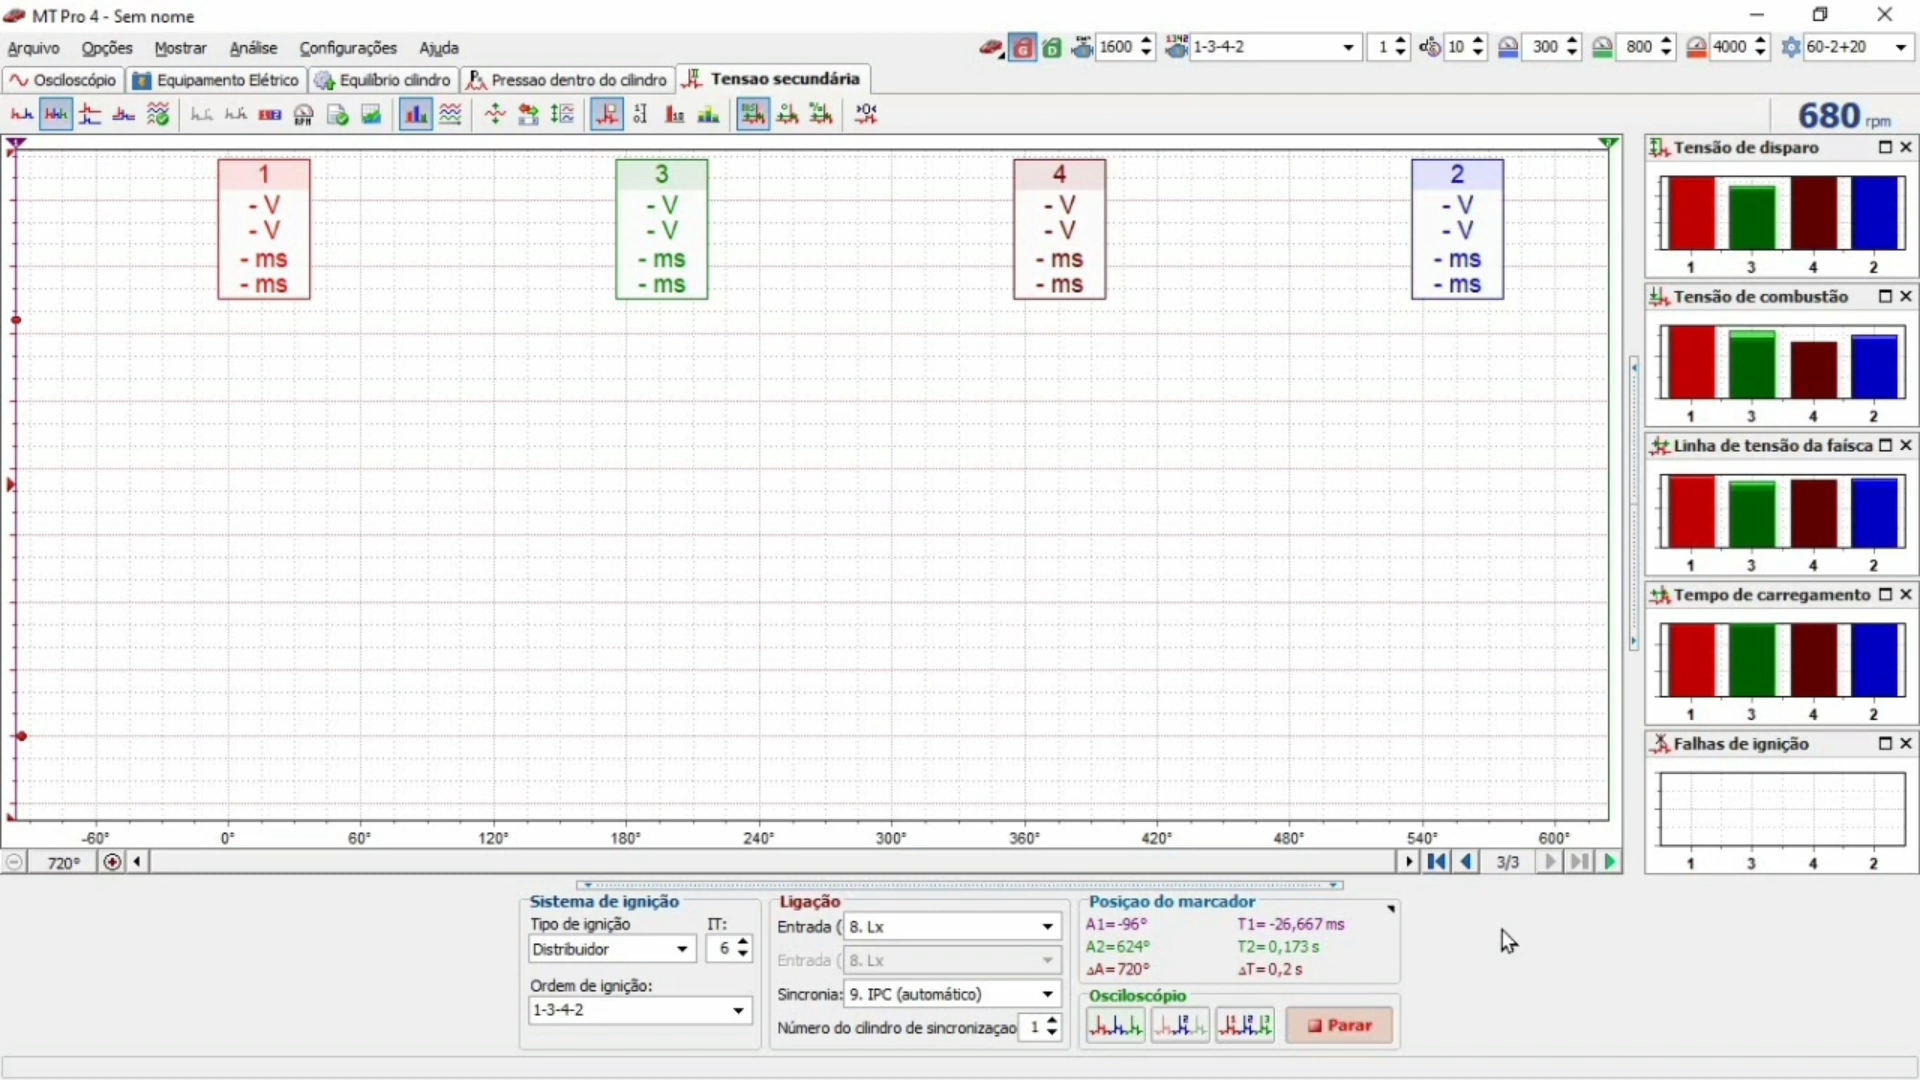 MT Pro 4 - Sem nome
Arquivo Opções Mostrar Análise Configurações Ajuda
1600 1-3-4-2 1 10 300 800 4000 60-2+20
Osciloscópio Equipamento Elétrico Equilíbrio cilindro Pressao dentro do cilindro Tensao secundária
680 rpm
1
- V
- V
- ms
- ms
3
- V
- V
- ms
- ms
4
- V
- V
- ms
- ms
2
- V
- V
- ms
- ms
Tensão de disparo
1 3 4 2
Tensão de combustão
1 3 4 2
Linha de tensão da faísca
1 3 4 2
Tempo de carregamento
1 3 4 2
Falhas de ignição
1 3 4 2
-60° 0° 60° 120° 180° 240° 300° 360° 420° 480° 540° 600°
720° 3/3
Sistema de ignição
Tipo de ignição IT:
Distribuidor 6
Ordem de ignição:
1-3-4-2
Ligação
Entrada ( 8. Lx
Entrada ( 8. Lx
Sincronia: 9. IPC (automático)
Número do cilindro de sincronizaçao 1
Posiçao do marcador
A1=-96° T1= -26,667 ms
A2=624° T2= 0,173 s
ΔA=720° ΔT=0,2 s
Osciloscópio
Parar